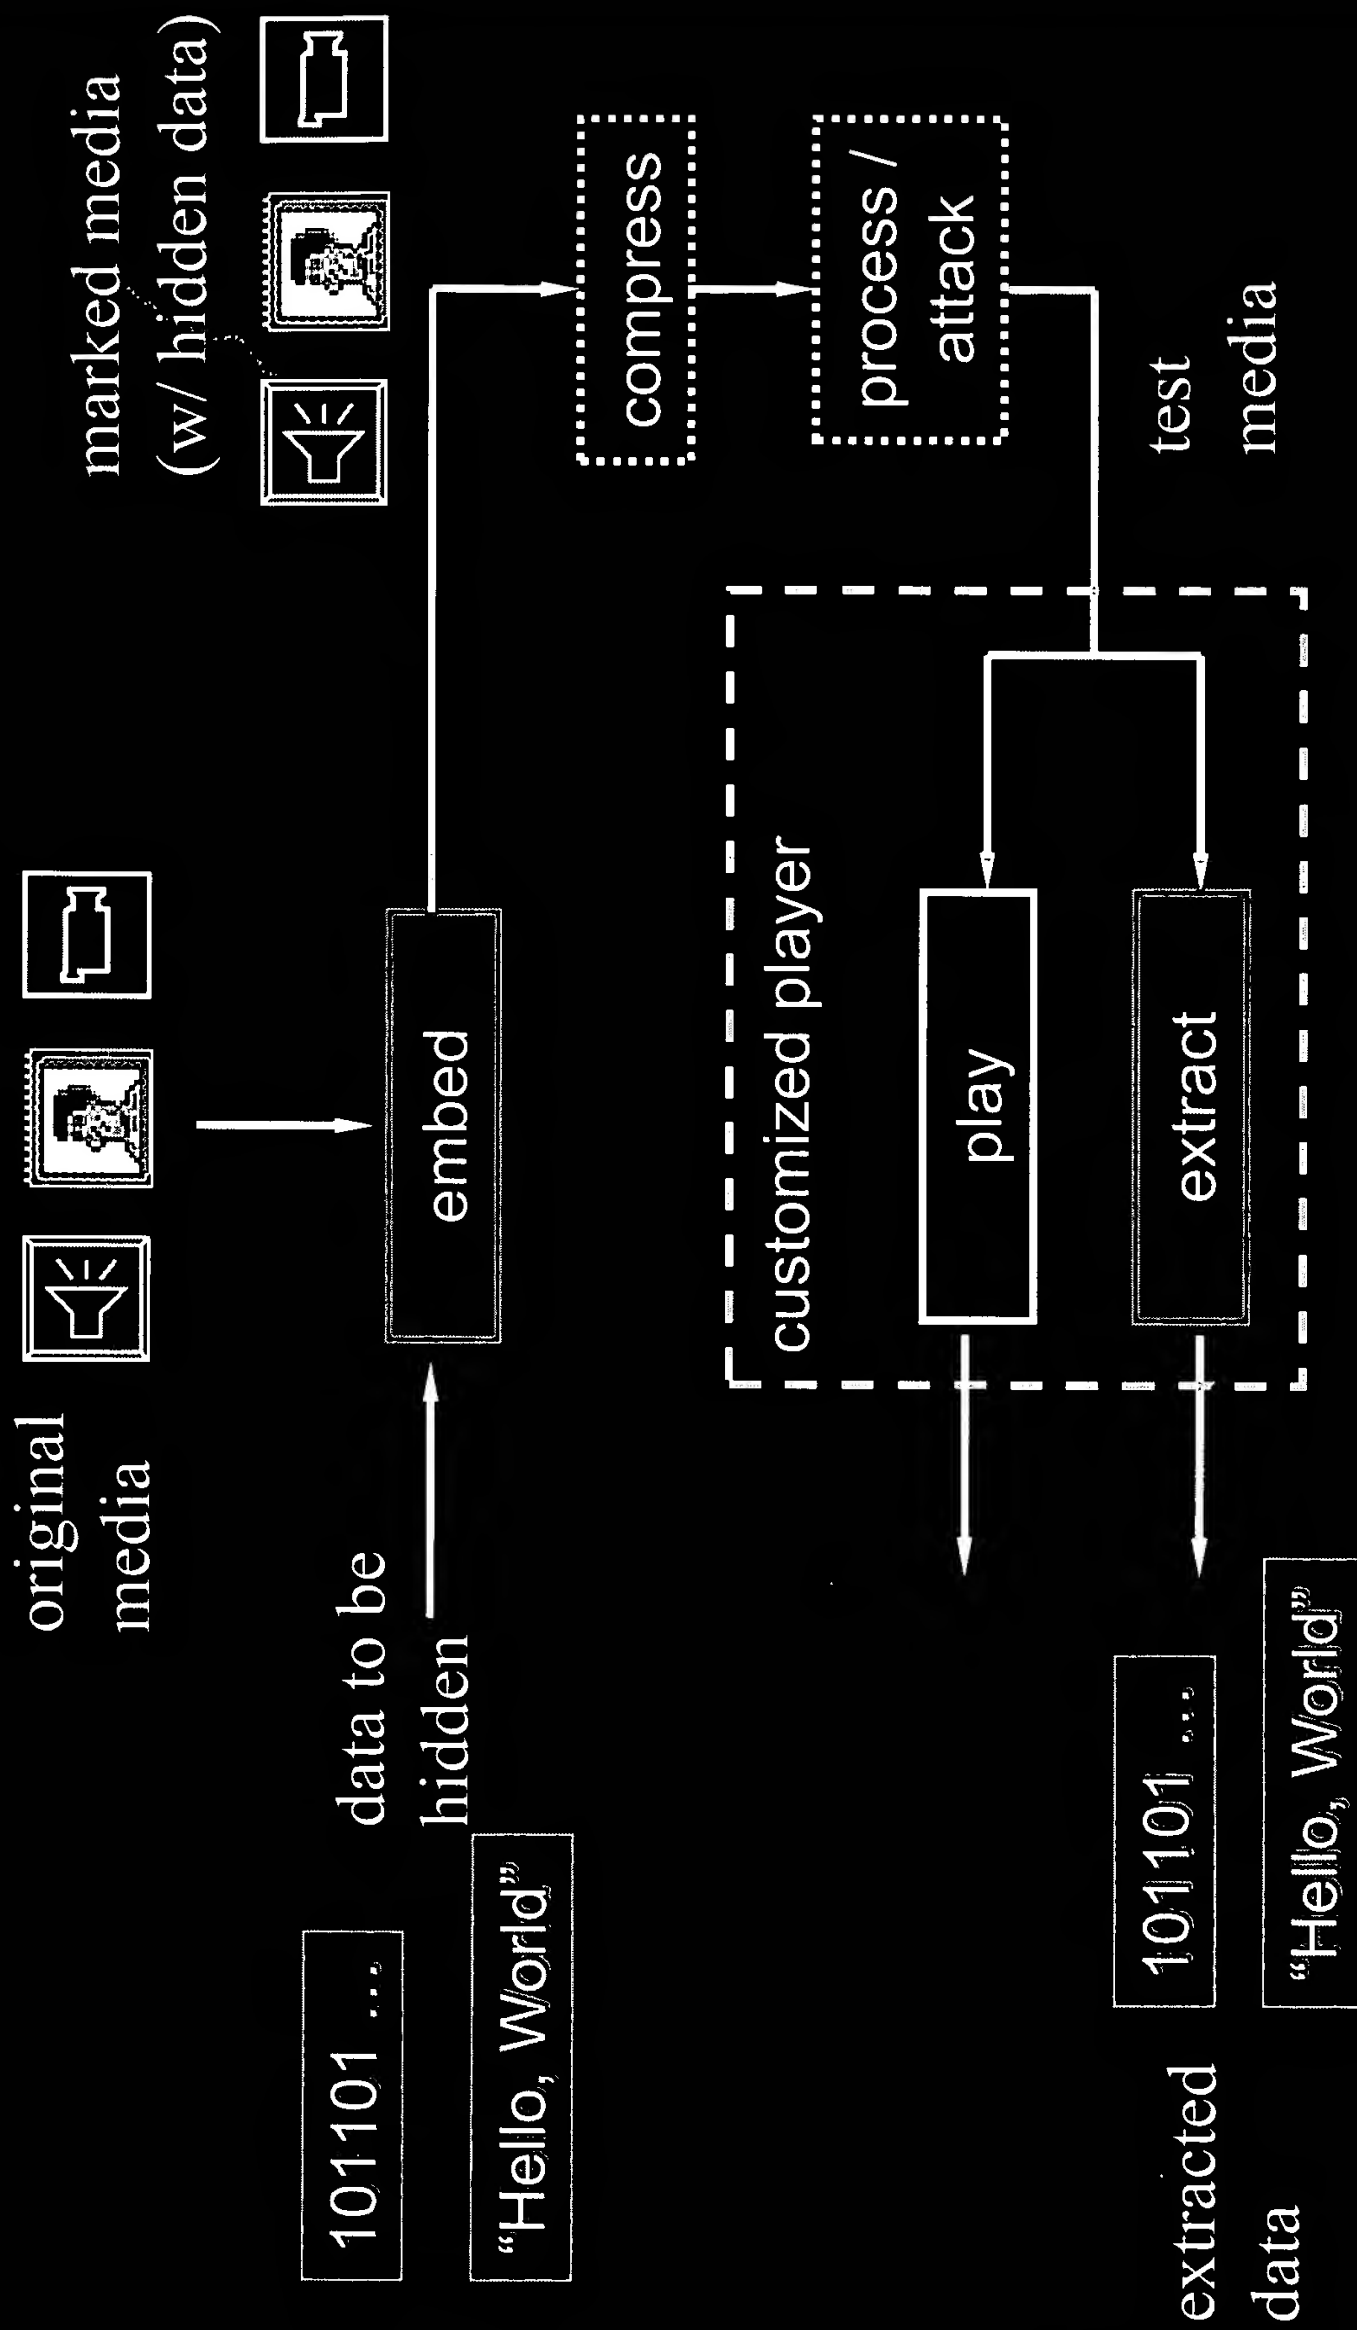 original
media
marked media
(w/ hidden data)
data to be
hidden
101101 ...
“Hello, World”
embed
compress
process /
attack
test
media
customized player
play
extract
extracted
data
101101 ...
“Hello, World”